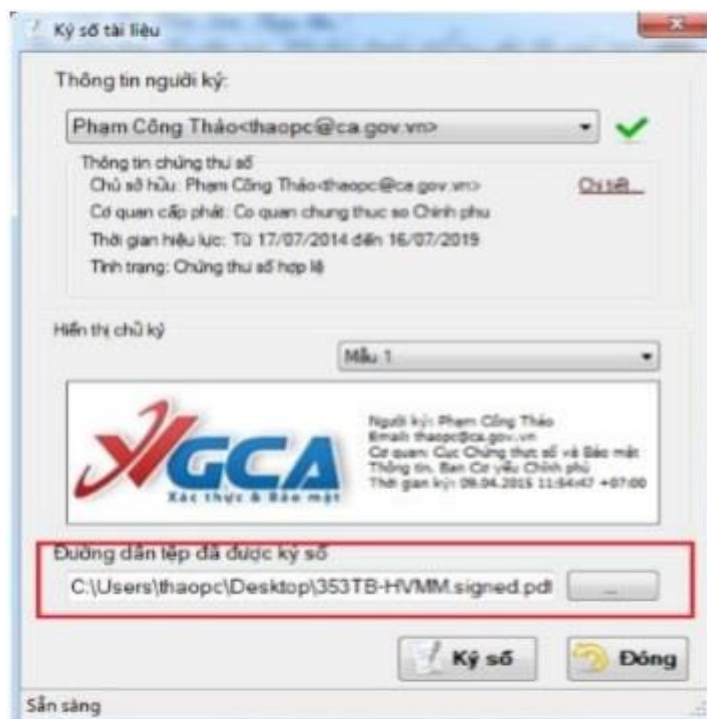 Ký số tài liệu
Thông tin người ký:
Phạm Công Thảo<thaopc@ca.gov.vn>
Thông tin chứng thư số
Chủ sở hữu: Phạm Công Thảo<thaopc@ca.gov.vn>
Chi tiết...
Cơ quan cấp phát: Co quan chung thuc so Chinh phu
Thời gian hiệu lực: Từ 17/07/2014 đến 16/07/2019
Tình trạng: Chứng thư số hợp lệ
Hiển thị chữ ký
Mẫu 1
VGCA
Xác thực & Bảo mật
Người ký: Phạm Công Thảo
Email: thaopc@ca.gov.vn
Cơ quan: Cục Chứng thực số và Bảo mật
Thông tin, Ban Cơ yếu Chính phủ
Thời gian ký: 09.04.2015 11:54:47 +07:00
Đường dẫn tệp đã được ký số
C:\Users\thaopc\Desktop\353TB-HVMM.signed.pdf
...
Ký số
Đóng
Sẵn sàng